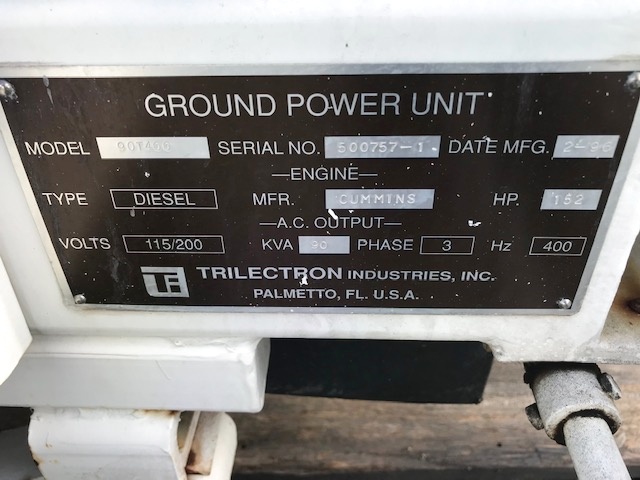 GROUND POWER UNIT
MODEL SERIAL NO. 500757-1 DATE MFG. 2-96
—ENGINE—
TYPE DIESEL MFR. CUMMINS HP. 152
—A.C. OUTPUT—
VOLTS 115/200 KVA 90 PHASE 3 Hz 400
TRILECTRON INDUSTRIES, INC.
PALMETTO, FL. U.S.A.